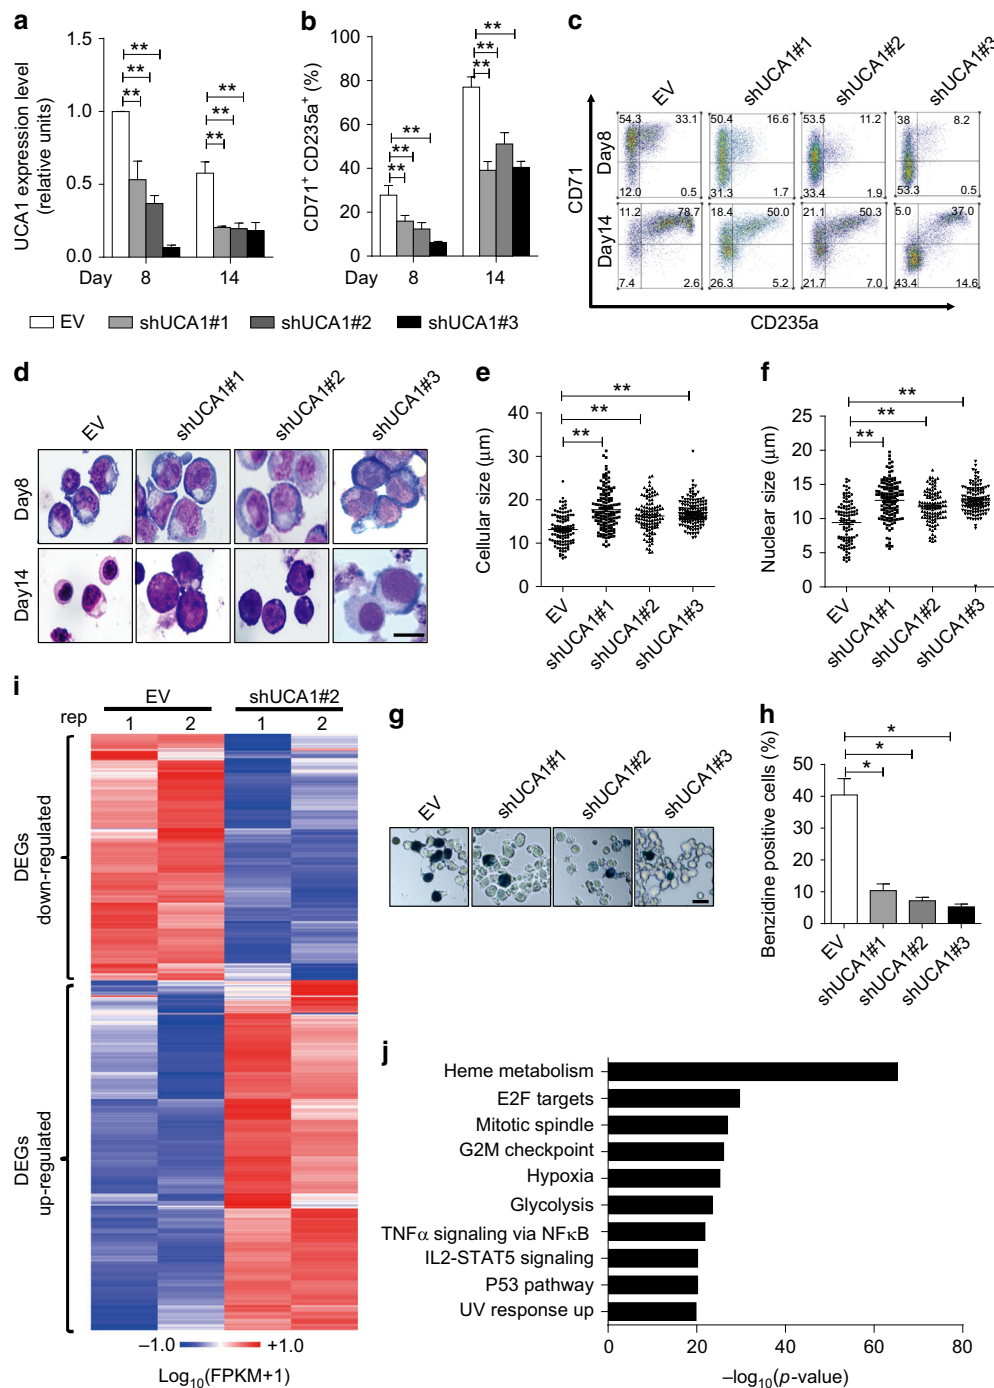 a
UCA1 expression level
(relative units)
1.5
1.0
0.5
0.0
** ** **
** ** **
Day 8 14
b
CD71+ CD235a+ (%)
100
80
60
40
20
0
** ** **
** ** **
Day 8 14
c
EV shUCA1#1 shUCA1#2 shUCA1#3
CD71
Day8
54.3 33.1 50.4 16.6 53.5 11.2 38 8.2
12.0 0.5 31.3 1.7 33.4 1.9 53.3 0.5
Day14
11.2 78.7 18.4 50.0 21.1 50.3 5.0 37.0
7.4 2.6 26.3 5.2 21.7 7.0 43.4 14.6
CD235a
EV shUCA1#1 shUCA1#2 shUCA1#3
d
EV shUCA1#1 shUCA1#2 shUCA1#3
Day8
Day14
e
Cellular size (μm)
40
30
20
10
0
** ** **
EV shUCA1#1 shUCA1#2 shUCA1#3
f
Nuclear size (μm)
25
20
15
10
5
0
** ** **
EV shUCA1#1 shUCA1#2 shUCA1#3
i
EV shUCA1#2
rep 1 2 1 2
DEGs
down-regulated
DEGs
up-regulated
–1.0 +1.0
Log10(FPKM+1)
g
EV shUCA1#1 shUCA1#2 shUCA1#3
h
Benzidine positive cells (%)
50
40
30
20
10
0
* * *
EV shUCA1#1 shUCA1#2 shUCA1#3
j
Heme metabolism
E2F targets
Mitotic spindle
G2M checkpoint
Hypoxia
Glycolysis
TNFα signaling via NFκB
IL2-STAT5 signaling
P53 pathway
UV response up
0 20 40 60 80
–log10(p-value)